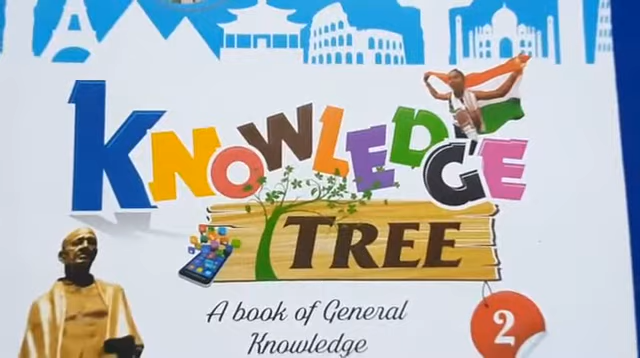 KNOWLEDGE
TREE
A book of General
Knowledge
2